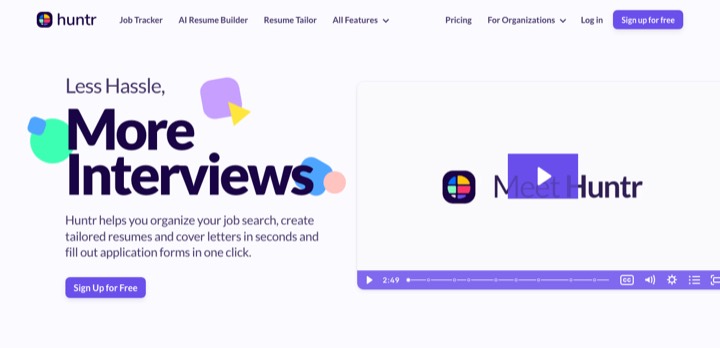 huntr
Job Tracker
AI Resume Builder
Resume Tailor
All Features
Pricing
For Organizations
Log in
Sign up for free
Less Hassle,
More
Interviews
Huntr helps you organize your job search, create
tailored resumes and cover letters in seconds and
fill out application forms in one click.
Sign Up for Free
Meet Huntr
2:49
CC